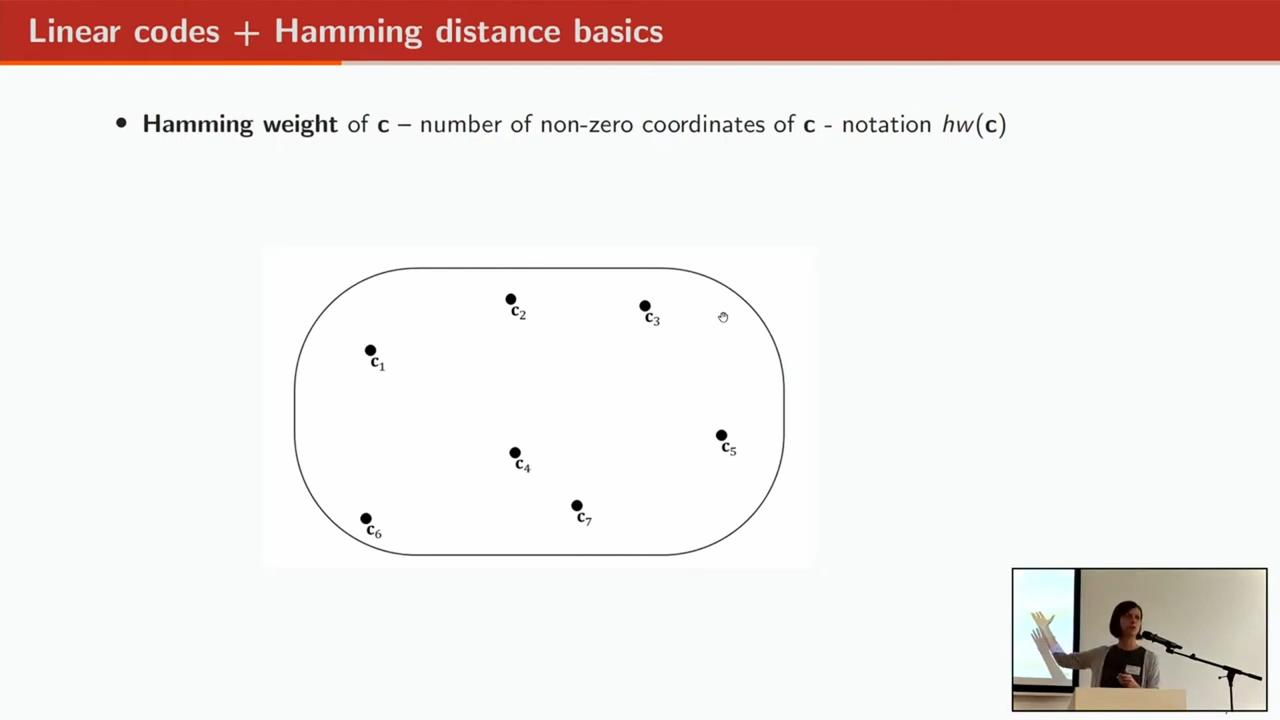 Linear codes + Hamming distance basics
• Hamming weight of c – number of non-zero coordinates of c - notation hw(c)
c₂
c₃
c₁
c₅
c₄
c₇
c₆